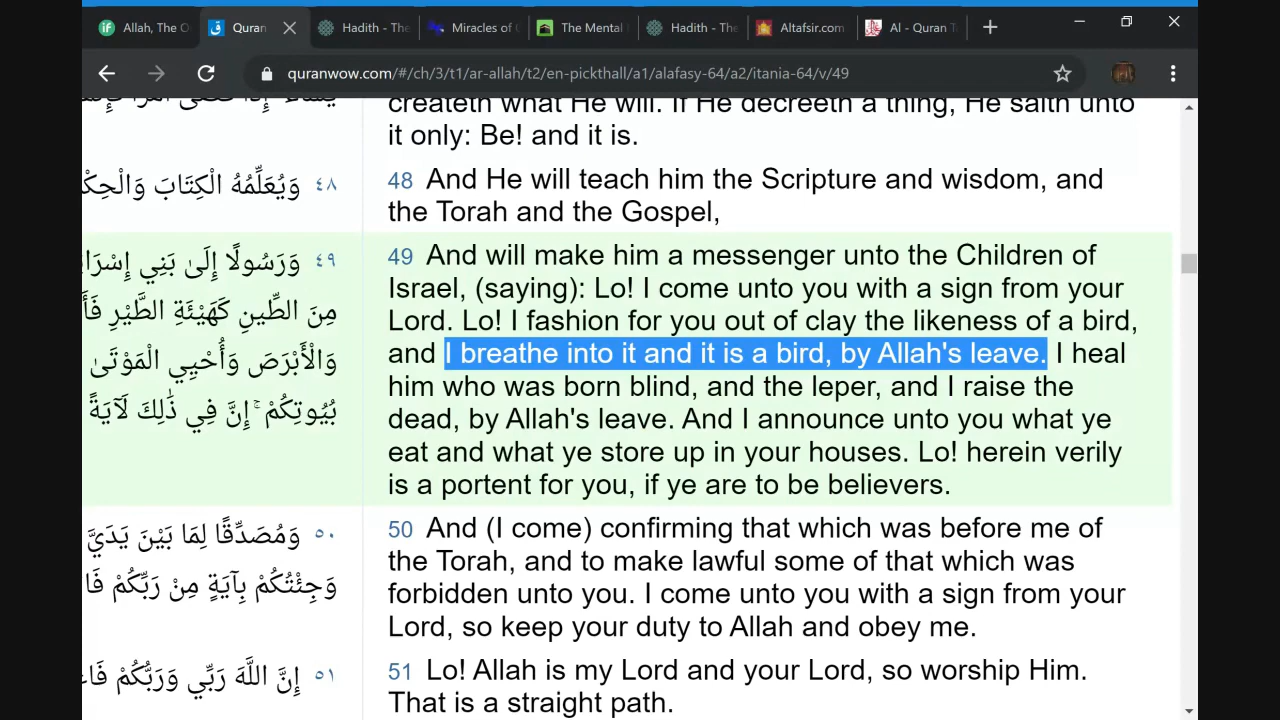 Allah, The O
Quran
Hadith - The
Miracles of
The Mental
Hadith - The
Altafsir.com
Al - Quran T
quranwow.com/#/ch/3/t1/ar-allah/t2/en-pickthall/a1/alafasy-64/a2/itania-64/v/49
createth what He will. If He decreeth a thing, He saith unto
it only: Be! and it is.
٤٨ وَيُعَلِّمُهُ الْكِتَابَ وَالْحِكْ
48 And He will teach him the Scripture and wisdom, and
the Torah and the Gospel,
٤٩ وَرَسُولًا إِلَىٰ بَنِي إِسْرَا
مِنَ الطِّينِ كَهَيْئَةِ الطَّيْرِ فَأَ
وَالْأَبْرَصَ وَأُحْيِي الْمَوْتَىٰ
بُيُوتِكُمْ ۚ إِنَّ فِي ذَٰلِكَ لَآيَةً
49 And will make him a messenger unto the Children of
Israel, (saying): Lo! I come unto you with a sign from your
Lord. Lo! I fashion for you out of clay the likeness of a bird,
and I breathe into it and it is a bird, by Allah's leave. I heal
him who was born blind, and the leper, and I raise the
dead, by Allah's leave. And I announce unto you what ye
eat and what ye store up in your houses. Lo! herein verily
is a portent for you, if ye are to be believers.
٥٠ وَمُصَدِّقًا لِمَا بَيْنَ يَدَيَّ
وَجِئْتُكُمْ بِآيَةٍ مِنْ رَبِّكُمْ فَا
50 And (I come) confirming that which was before me of
the Torah, and to make lawful some of that which was
forbidden unto you. I come unto you with a sign from your
Lord, so keep your duty to Allah and obey me.
٥١ إِنَّ اللَّهَ رَبِّي وَرَبُّكُمْ فَاعْ
51 Lo! Allah is my Lord and your Lord, so worship Him.
That is a straight path.